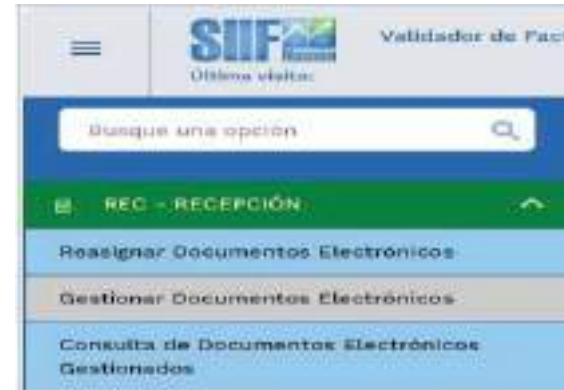 SIIF
Validador de Fact
Última visita:
Busque una opción
REC - RECEPCIÓN
Reasignar Documentos Electrónicos
Gestionar Documentos Electrónicos
Consulta de Documentos Electrónicos
Gestionados